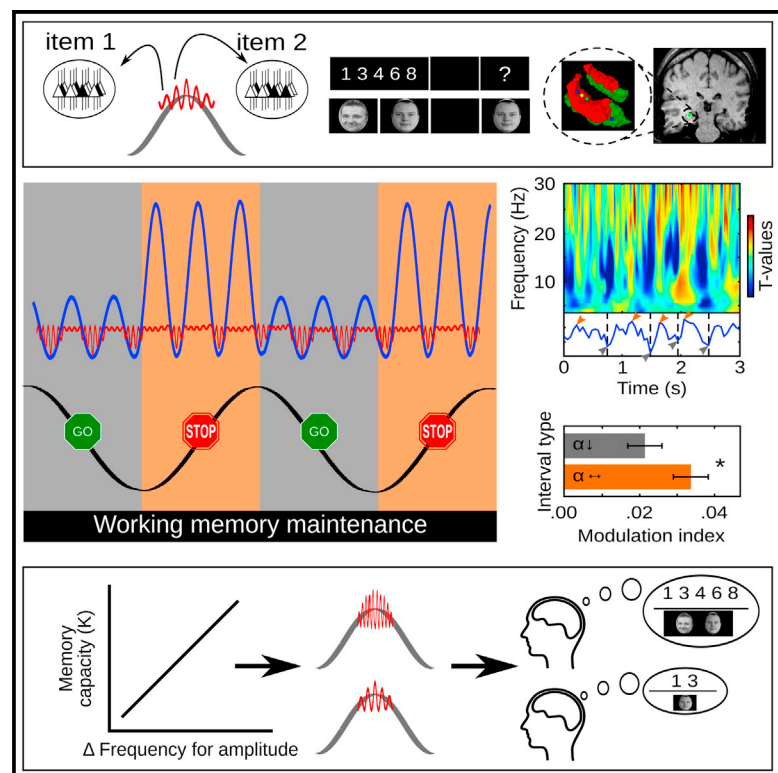 item 1
item 2
1 3 4 6 8
?
GO
STOP
GO
STOP
Working memory maintenance
Frequency (Hz)
30
20
10
0
1
2
3
Time (s)
T-values
Interval type
α↓
α↔
*
.00
.02
.04
Modulation index
Memory
capacity (K)
Δ Frequency for amplitude
1 3 4 6 8
1 3